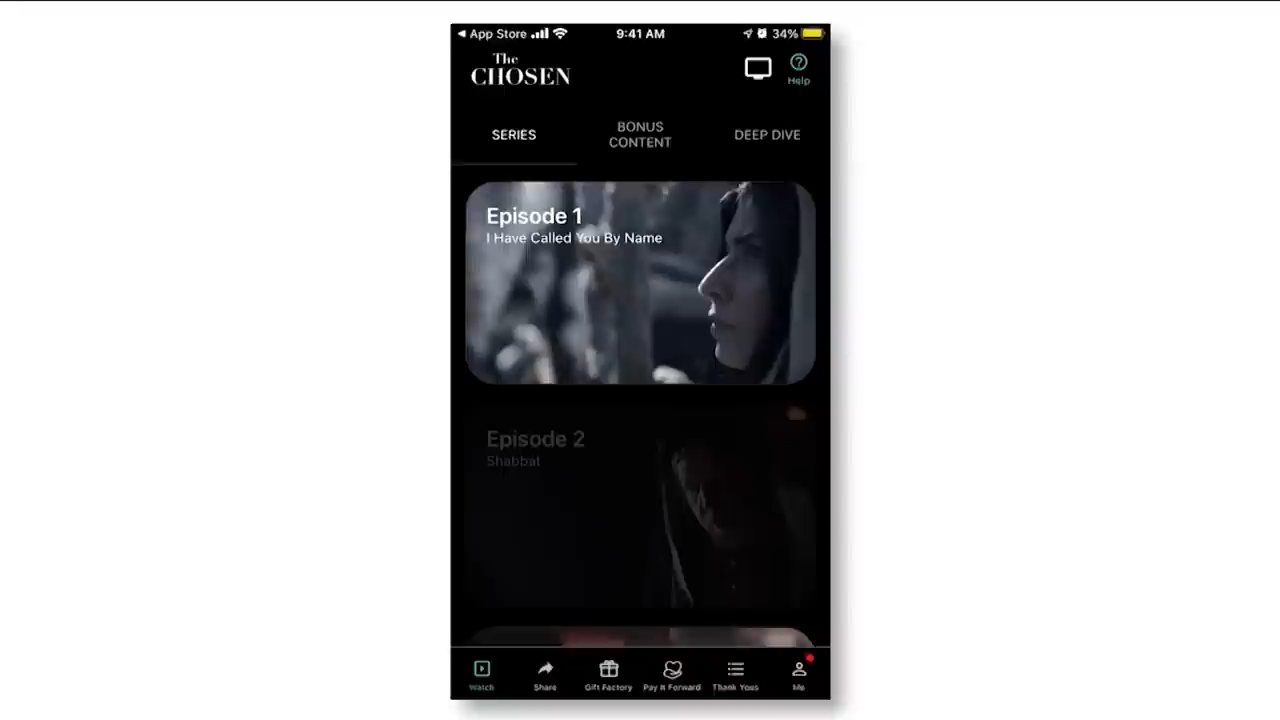 App Store
9:41 AM
34%
The
CHOSEN
Help
SERIES
BONUS
CONTENT
DEEP DIVE
Episode 1
I Have Called You By Name
Episode 2
Shabbat
Watch
Share
Gift Factory
Pay It Forward
Thank Yous
Me